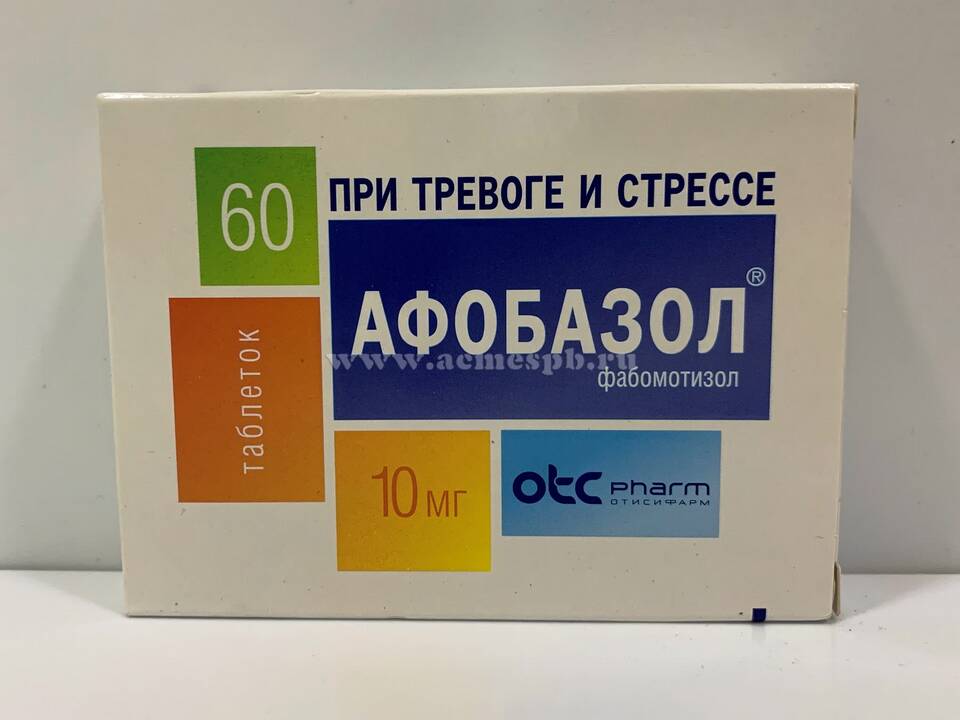 60
ПРИ ТРЕВОГЕ И СТРЕССЕ
АФОБАЗОЛ®
www.acmespb.ru
фабомотизол
таблеток
10 мг
otc pharm
ОТИСИФАРМ